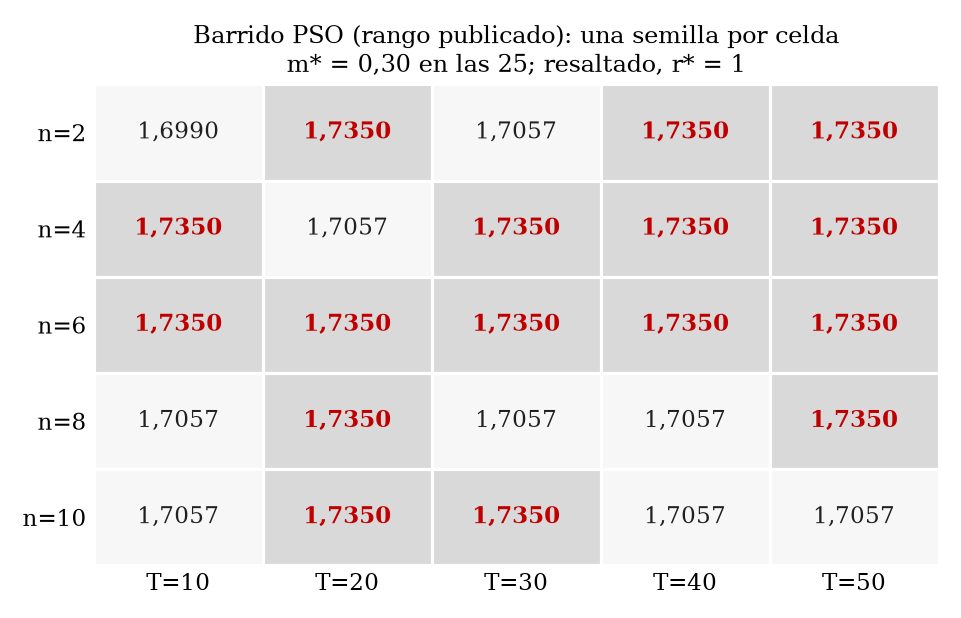 Barrido PSO (rango publicado): una semilla por celda
m* = 0,30 en las 25; resaltado, r* = 1
n=2 1,6990 1,7350 1,7057 1,7350 1,7350
n=4 1,7350 1,7057 1,7350 1,7350 1,7350
n=6 1,7350 1,7350 1,7350 1,7350 1,7350
n=8 1,7057 1,7350 1,7057 1,7057 1,7350
n=10 1,7057 1,7350 1,7350 1,7057 1,7057
T=10 T=20 T=30 T=40 T=50